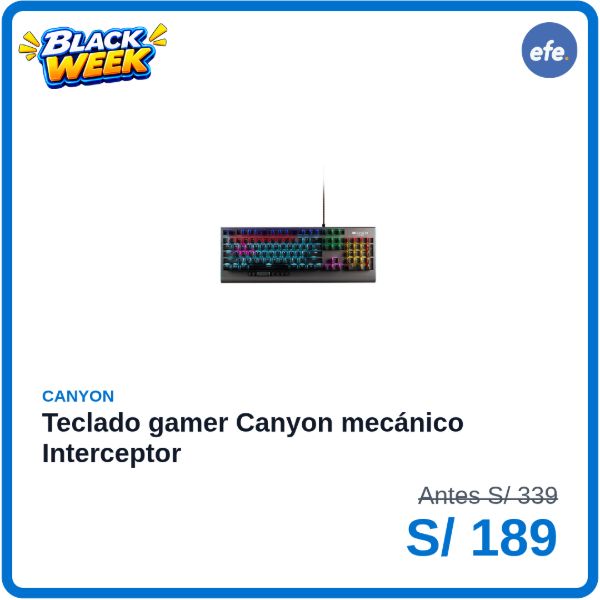 BLACK
WEEK
efe.
CANYON
Teclado gamer Canyon mecánico
Interceptor
Antes S/ 339
S/ 189